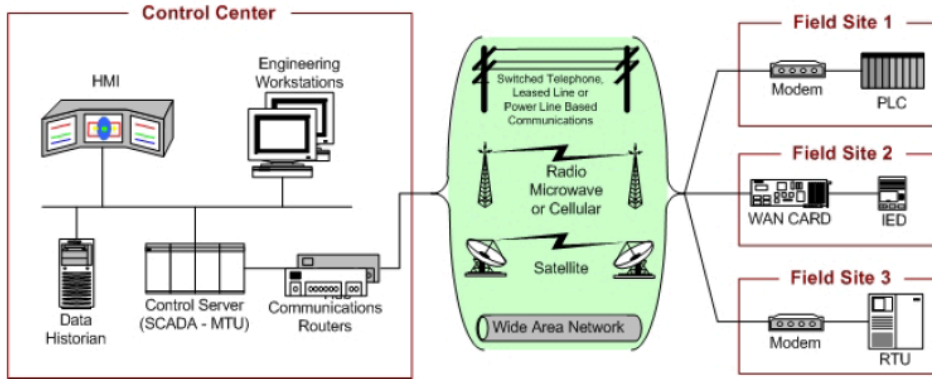 Control Center
HMI
Engineering
Workstations
Data
Historian
Control Server
(SCADA - MTU)
Communications
Routers
Switched Telephone,
Leased Line or
Power Line Based
Communications
Radio
Microwave
or Cellular
Satellite
Wide Area Network
Field Site 1
Modem
PLC
Field Site 2
WAN CARD
IED
Field Site 3
Modem
RTU